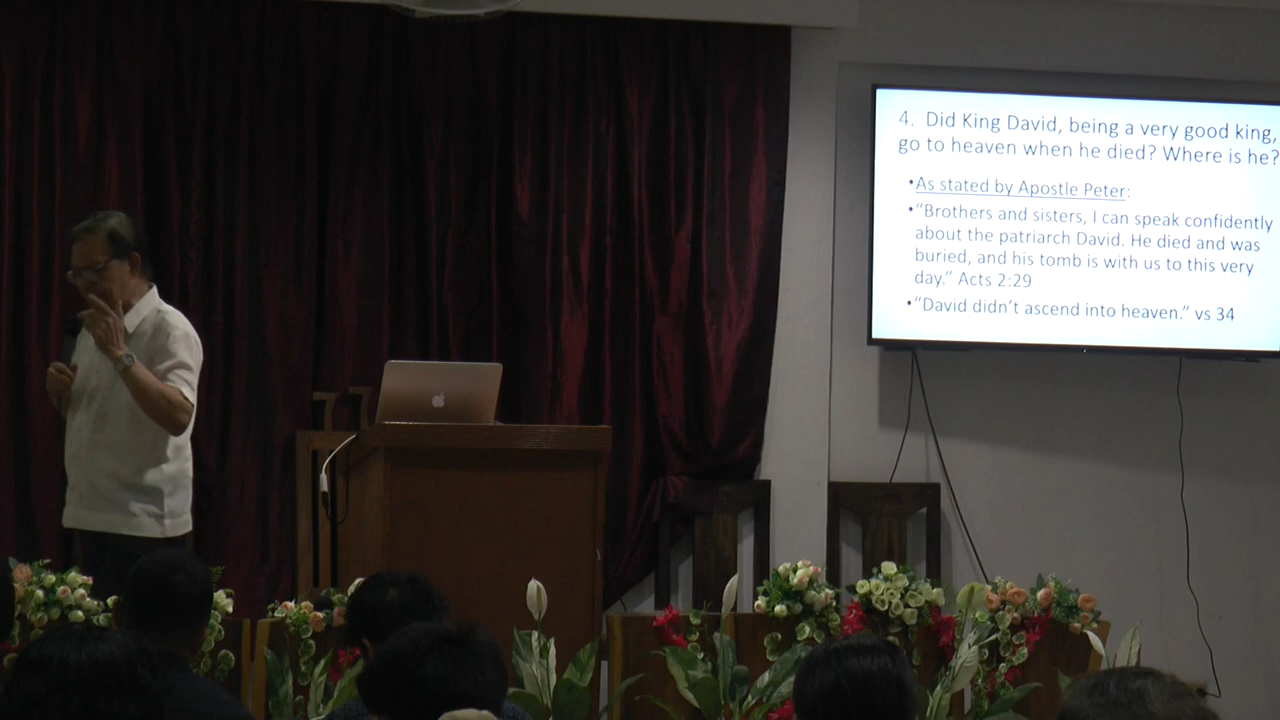 4. Did King David, being a very good king,
go to heaven when he died? Where is he?
•As stated by Apostle Peter:
•“Brothers and sisters, I can speak confidently
about the patriarch David. He died and was
buried, and his tomb is with us to this very
day.” Acts 2:29
•“David didn’t ascend into heaven.” vs 34